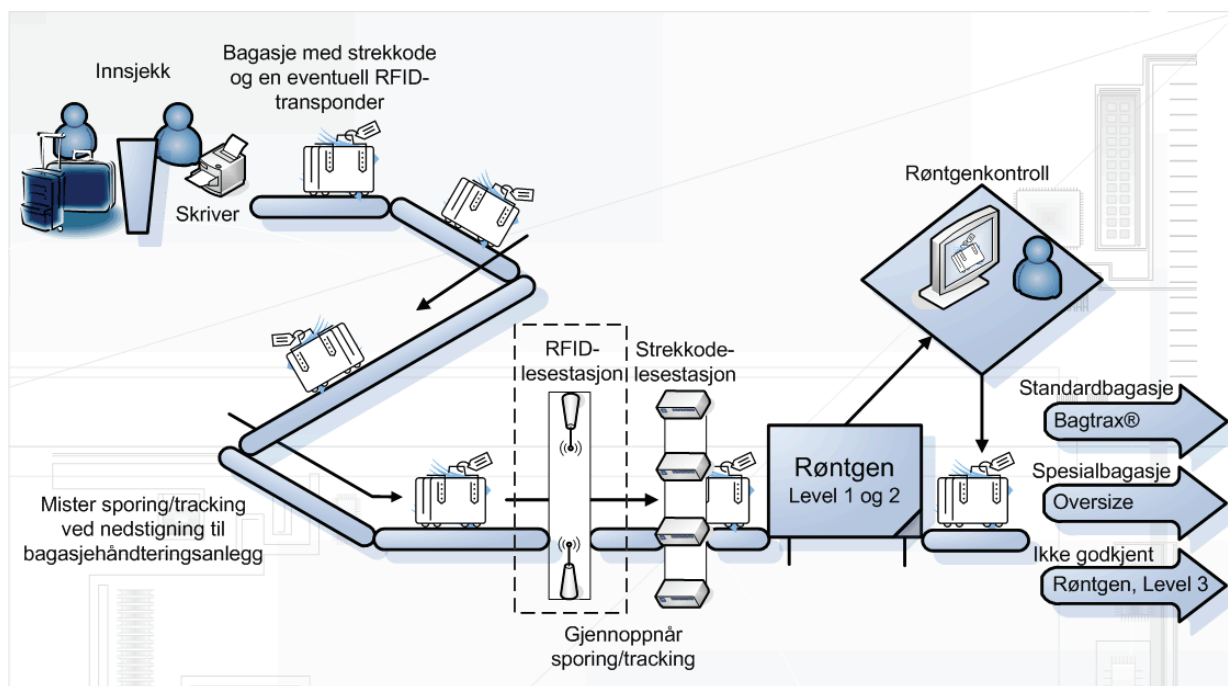 Innsjekk
Bagasje med strekkode
og en eventuell RFID-
transponder
Skriver
Røntgenkontroll
RFID-
lesestasjon
Strekkode-
lesestasjon
Mister sporing/tracking
ved nedstigning til
bagasjehåndteringsanlegg
Gjennoppnår
sporing/tracking
Røntgen
Level 1 og 2
Standardbagasje
Bagtrax®
Spesialbagasje
Oversize
Ikke godkjent
Røntgen, Level 3